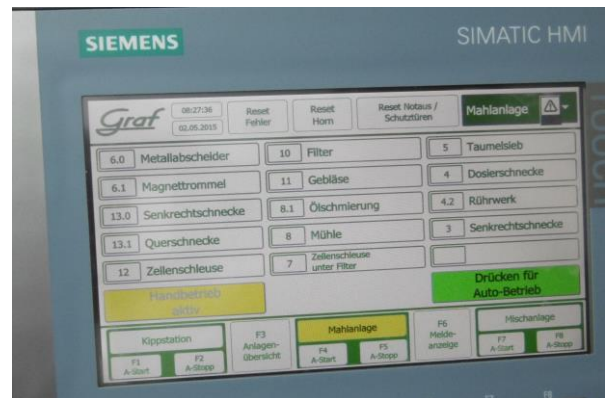 SIEMENS
SIMATIC HMI
Graf
08:27:36
02.05.2015
Reset
Fehler
Reset
Horn
Reset Notaus /
Schutztüren
Mahlanlage
6.0 Metallabscheider
10 Filter
5 Taumelsieb
6.1 Magnettrommel
11 Gebläse
4 Dosierschnecke
13.0 Senkrechtschnecke
8.1 Ölschmierung
4.2 Rührwerk
13.1 Querschnecke
8 Mühle
3 Senkrechtschnecke
12 Zellenschleuse
7 Zellenschleuse
unter Filter
Handbetrieb
aktiv
Drücken für
Auto-Betrieb
Kippstation
F1
A-Start
F2
A-Stopp
F3
Anlagen-
übersicht
Mahlanlage
F4
A-Start
F5
A-Stopp
F6
Melde-
anzeige
Mischanlage
F7
A-Start
F8
A-Stopp